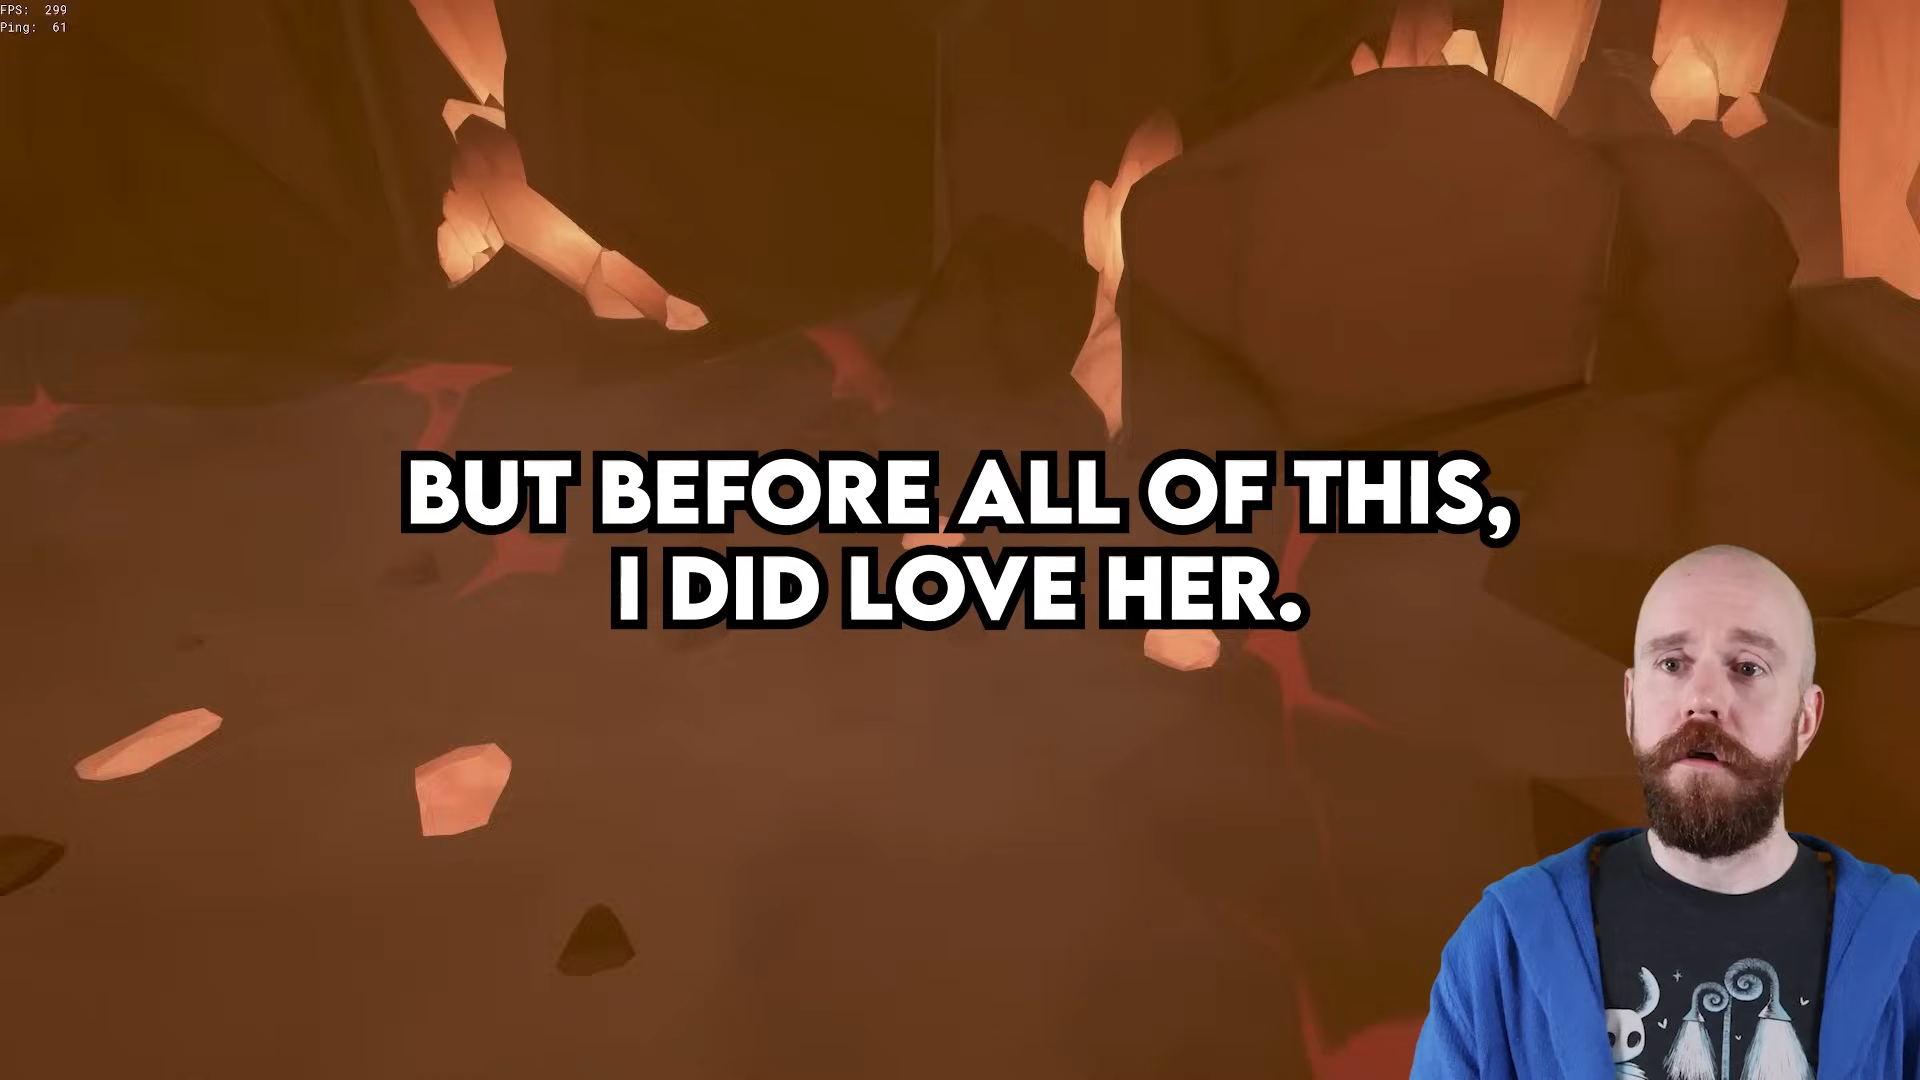 FPS: 299
Ping: 61
BUT BEFORE ALL OF THIS,
I DID LOVE HER.